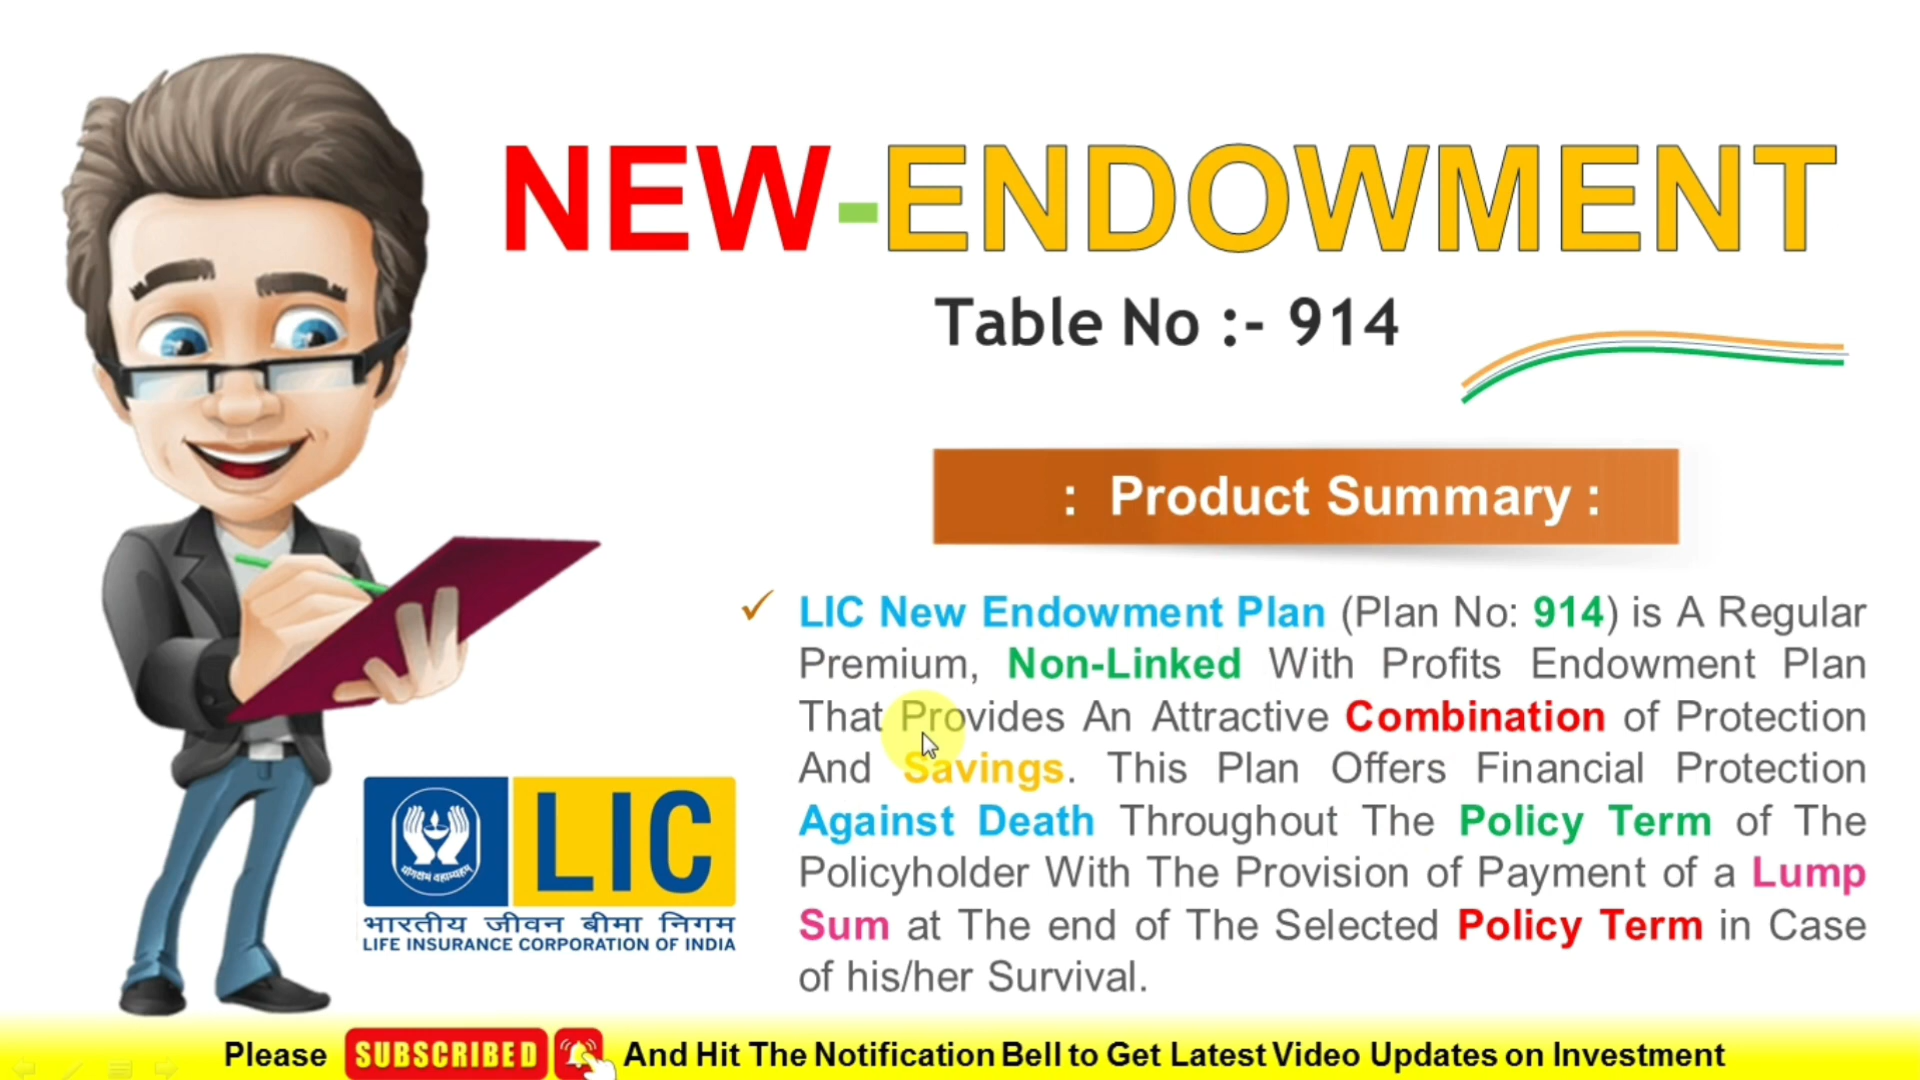 NEW-ENDOWMENT
Table No :- 914
: Product Summary :
✓ LIC New Endowment Plan (Plan No: 914) is A Regular
Premium, Non-Linked With Profits Endowment Plan
That Provides An Attractive Combination of Protection
And Savings. This Plan Offers Financial Protection
Against Death Throughout The Policy Term of The
Policyholder With The Provision of Payment of a Lump
Sum at The end of The Selected Policy Term in Case
of his/her Survival.
LIC
योगक्षेमं वहाम्यहम्
भारतीय जीवन बीमा निगम
LIFE INSURANCE CORPORATION OF INDIA
Please SUBSCRIBED And Hit The Notification Bell to Get Latest Video Updates on Investment